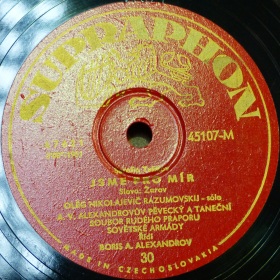 SUPRAPHON
45107-M
JSME PRO MÍR
Slova: Žarov
OLEG NIKOLAJEVIČ RAZUMOVSKIJ - sólo
A. V. ALEXANDROVŮV PĚVECKÝ A TANEČNÍ
SOUBOR RUDÉHO PRAPORU
SOVĚTSKÉ ARMÁDY
Řídí
BORIS A. ALEXANDROV
30
MADE IN CZECHOSLOVAKIA